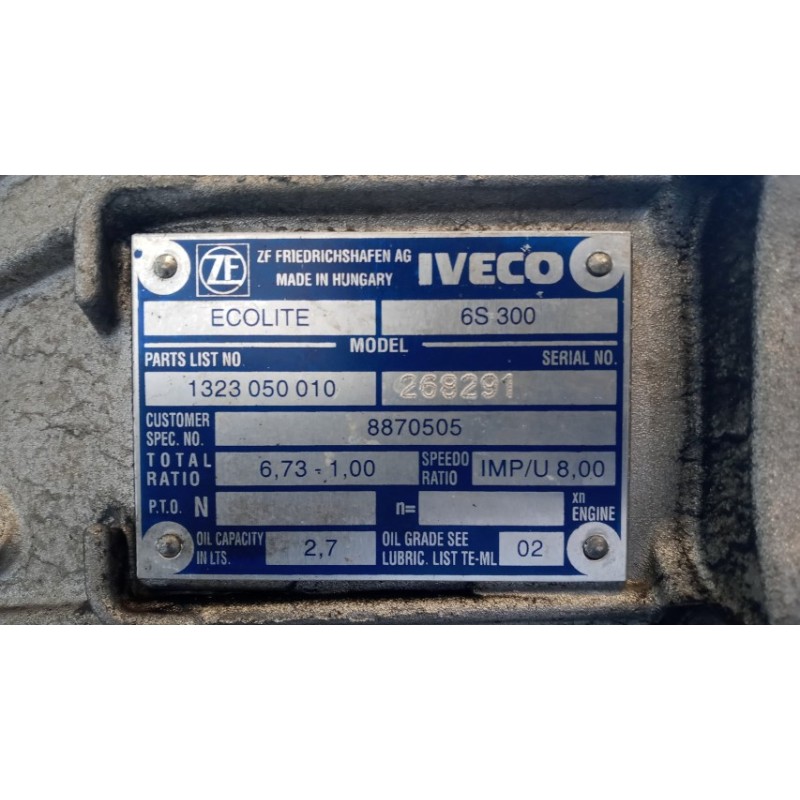 ZF ZF FRIEDRICHSHAFEN AG IVECO
MADE IN HUNGARY
ECOLITE 6S 300
MODEL
PARTS LIST NO SERIAL NO.
1323 050 010 268291
CUSTOMER
SPEC. NO. 8870505
TOTAL
RATIO 6,73 - 1,00 SPEEDO
RATIO IMP/U 8,00
P.T.O. N n= xn
ENGINE
OIL CAPACITY
IN LTS. 2,7 OIL GRADE SEE
LUBRIC. LIST TE-ML 02